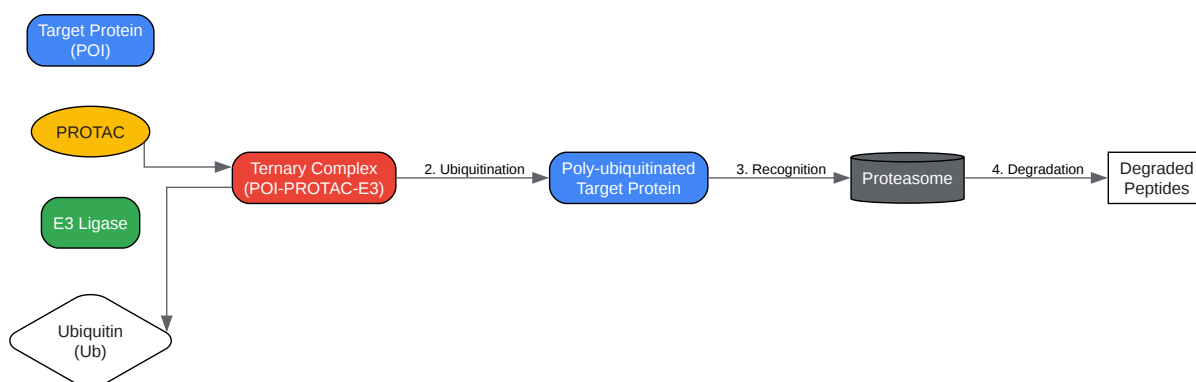 Target Protein
(POI)
PROTAC
E3 Ligase
Ubiquitin
(Ub)
Ternary Complex
(POI-PROTAC-E3)
2. Ubiquitination
Poly-ubiquitinated
Target Protein
3. Recognition
Proteasome
4. Degradation
Degraded
Peptides